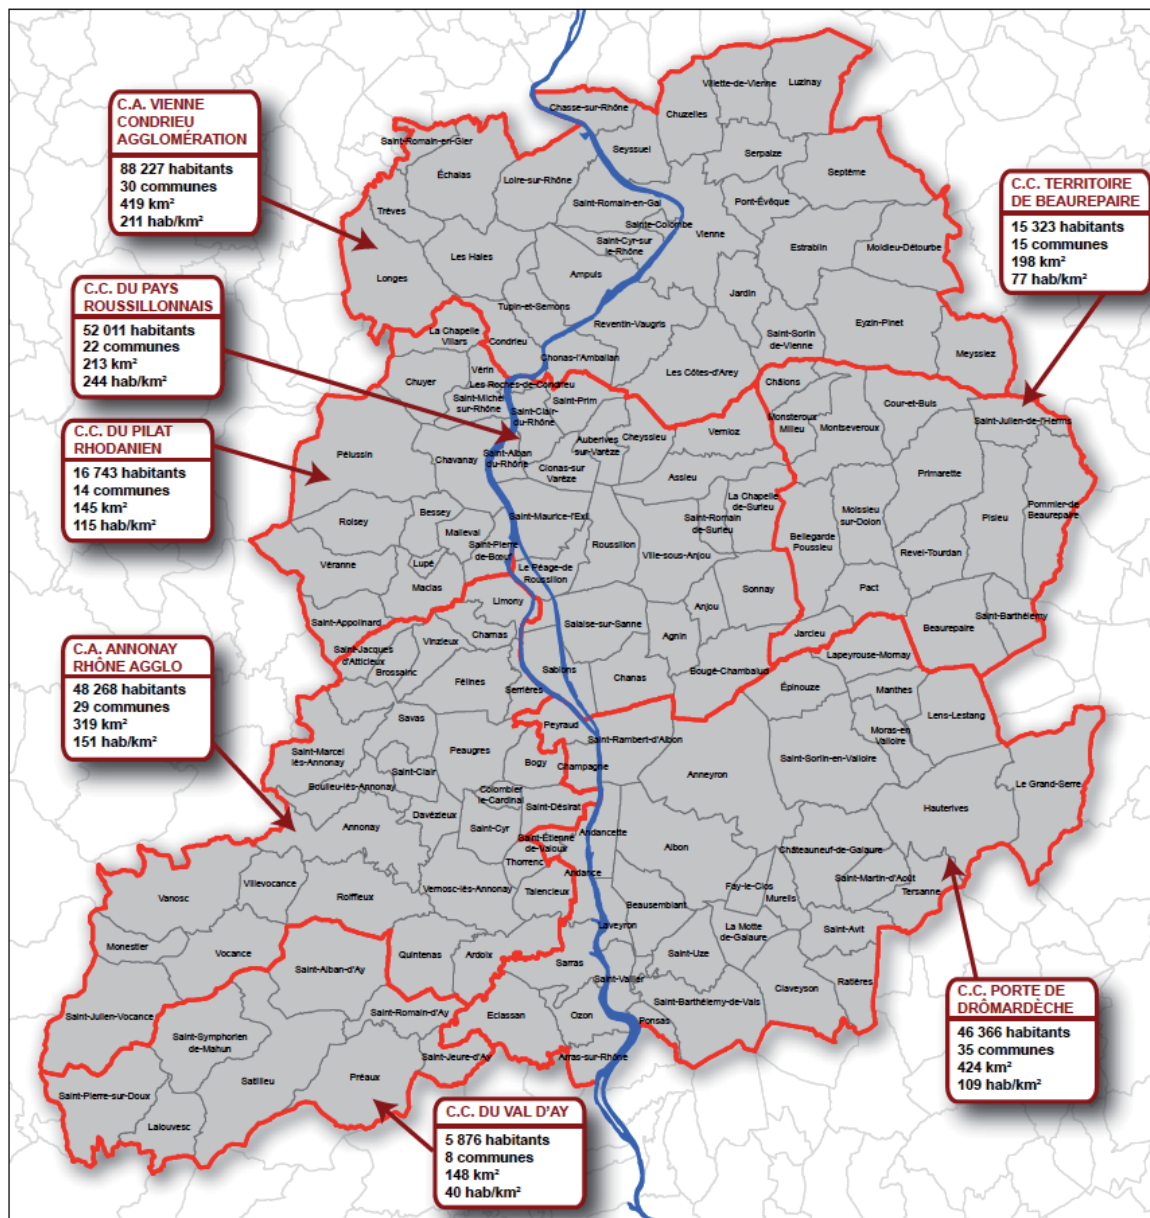 C.A. VIENNE
CONDRIEU
AGGLOMÉRATION
88 227 habitants
30 communes
419 km²
211 hab/km²
C.C. DU PAYS
ROUSSILLONNAIS
52 011 habitants
22 communes
213 km²
244 hab/km²
C.C. DU PILAT
RHODANIEN
16 743 habitants
14 communes
145 km²
115 hab/km²
C.A. ANNONAY
RHÔNE AGGLO
48 268 habitants
29 communes
319 km²
151 hab/km²
C.C. TERRITOIRE
DE BEAUREPAIRE
15 323 habitants
15 communes
198 km²
77 hab/km²
C.C. PORTE DE
DRÔMARDÈCHE
46 366 habitants
35 communes
424 km²
109 hab/km²
C.C. DU VAL D'AY
5 876 habitants
8 communes
148 km²
40 hab/km²
Villette-de-Vienne
Luzinay
Chasse-sur-Rhône
Chuzelles
Saint-Romain-en-Gier
Seyssuel
Serpaize
Échalas
Loire-sur-Rhône
Septème
Saint-Romain-en-Gal
Pont-Évêque
Trèves
Sainte-Colombe
Vienne
Saint-Cyr-sur
le-Rhône
Estrablin
Moidieu-Détourbe
Les Haies
Longes
Ampuis
Jardin
Tupin-et-Semons
Reventin-Vaugris
Eyzin-Pinet
La Chapelle
Villars
Condrieu
Saint-Sorlin
de-Vienne
Meyssiez
Chonas-l'Amballan
Vérin
Les Côtes-d'Arey
Chuyer
Les Roches-de-Condrieu
Châlons
Saint-Michel
sur-Rhône
Saint-Prim
Cour-et-Buis
Saint-Clair-
du-Rhône
Monsteroux
Milieu
Saint-Julien-de-l'Herms
Auberives
sur-Varèze
Cheyssieu
Vernioz
Montseveroux
Pélussin
Chavanay
Saint-Alban
du-Rhône
Clonas-sur
Varèze
Assieu
Primarette
La Chapelle
de-Surieu
Moissieu
sur-Dolon
Pommier-de
Beaurepaire
Bessey
Roisey
Saint-Maurice-l'Exil
Saint-Romain
de-Surieu
Pisieu
Malleval
Saint-Pierre
de-Bœuf
Roussillon
Ville-sous-Anjou
Bellegarde
Poussieu
Revel-Tourdan
Véranne
Lupé
Le Péage-de
Roussillon
Maclas
Sonnay
Pact
Limony
Anjou
Saint-Appolinard
Salaise-sur-Sanne
Saint-Barthélemy
Charnas
Agnin
Jarcieu
Beaurepaire
Vinzieux
Saint-Jacques
d'Atticieux
Lapeyrouse-Mornay
Brossainc
Sablons
Bougé-Chambalud
Félines
Chanas
Épinouze
Manthes
Serrières
Lens-Lestang
Savas
Peyraud
Saint-Rambert-d'Albon
Moras-en
Valloire
Saint-Marcel
lès-Annonay
Peaugres
Bogy
Champagne
Saint-Sorlin-en-Valloire
Saint-Clair
Anneyron
Le Grand-Serre
Boulieu-lès-Annonay
Colombier
le-Cardinal
Saint-Désirat
Hauterives
Davézieux
Annonay
Saint-Cyr
Andancette
Saint-Étienne
de-Valoux
Albon
Châteauneuf-de-Galaure
Thorrenc
Andance
Villevocance
Saint-Martin-d'Août
Vanosc
Roiffieux
Vernosc-lès-Annonay
Talencieux
Fay-le-Clos
Mureils
Tersanne
Beausemblant
Laveyron
La Motte
de-Galaure
Saint-Avit
Monestier
Vocance
Quintenas
Ardoix
Saint-Uze
Sarras
Saint-Alban-d'Ay
Saint-Vallier
Claveyson
Ratières
Saint-Barthélemy-de-Vals
Saint-Julien-Vocance
Saint-Romain-d'Ay
Eclassan
Ozon
Ponsas
Saint-Symphorien
de-Mahun
Saint-Jeure-d'Ay
Arras-sur-Rhône
Préaux
Satillieu
Saint-Pierre-sur-Doux
Lalouvesc